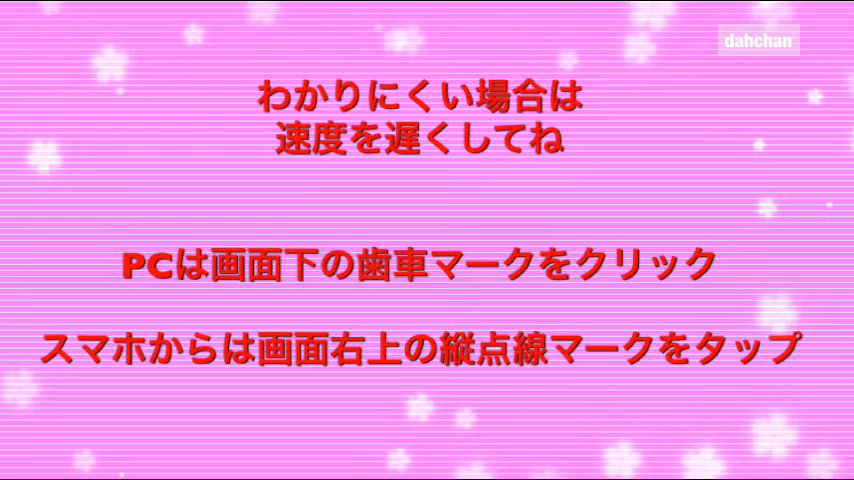 dahchan
わかりにくい場合は
速度を遅くしてね
PCは画面下の歯車マークをクリック
スマホからは画面右上の縦点線マークをタップ